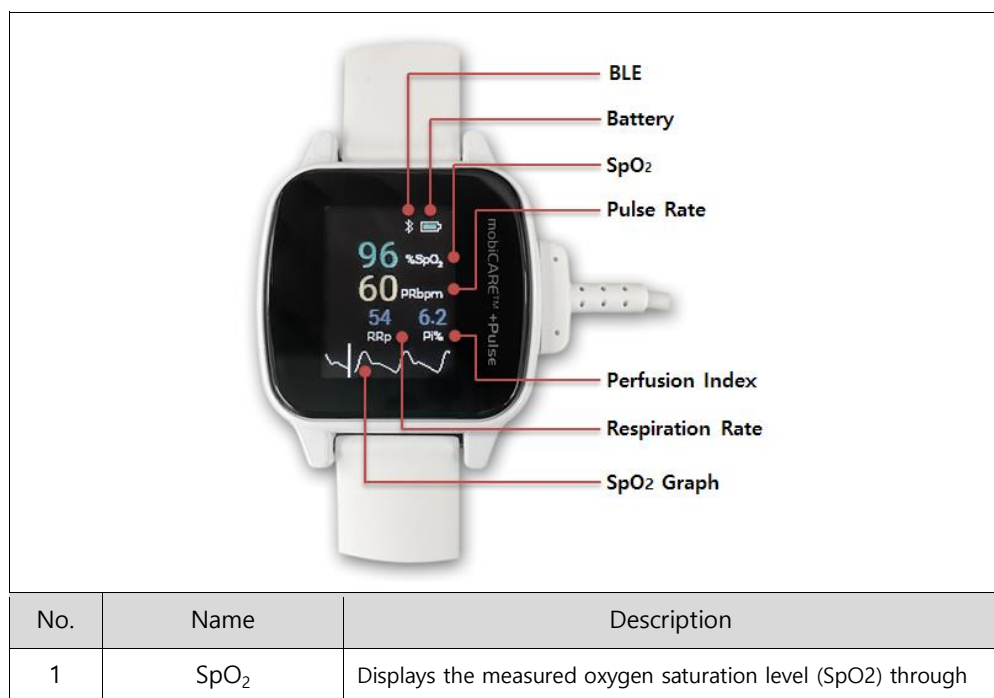 BLE
Battery
SpO2
Pulse Rate
96 %SpO₂
60 PRbpm
54 6.2
RRp Pi%
mobiCARE™ +Pulse
Perfusion Index
Respiration Rate
SpO2 Graph
No. Name Description
1 SpO₂ Displays the measured oxygen saturation level (SpO2) through